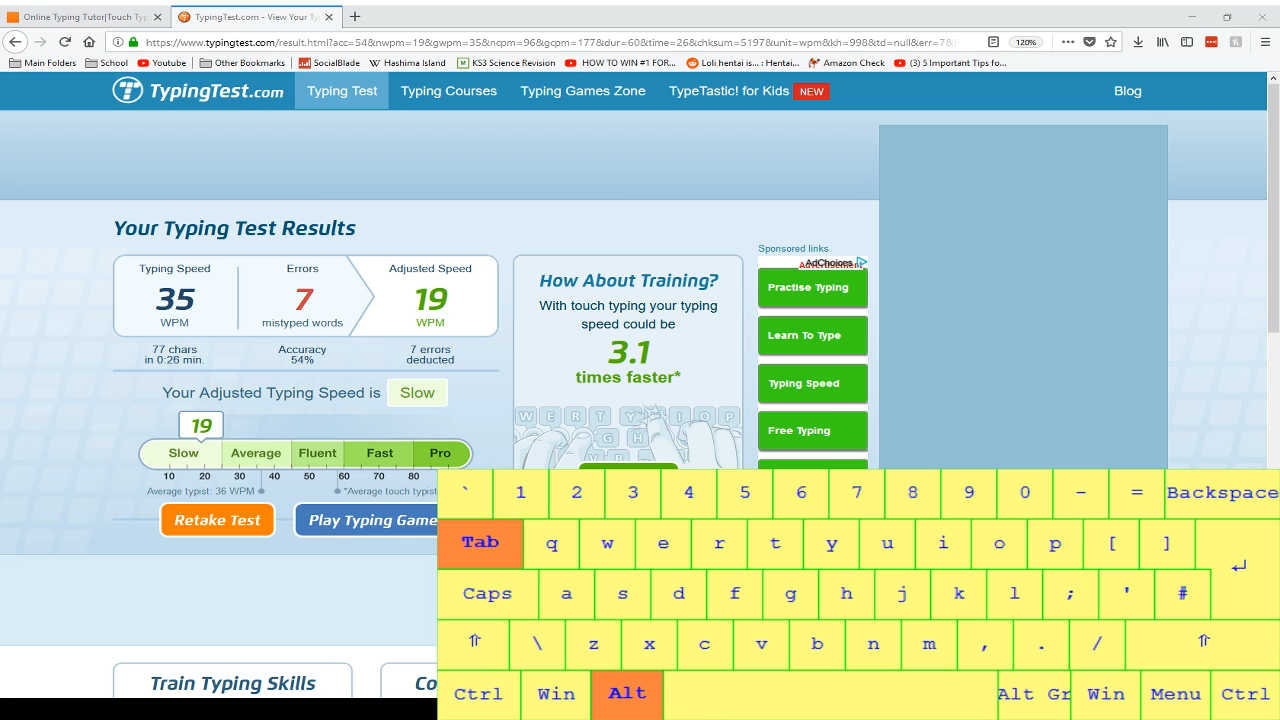 Online Typing Tutor|Touch Typ
TypingTest.com - View Your Ty
https://www.typingtest.com/result.html?acc=54&nwpm=19&gwpm=35&ncpm=96&gcpm=177&dur=60&time=26&chksum=5197&unit=wpm&kd=998&td=null&err=7&
120%
Main Folders School Youtube Other Bookmarks SocialBlade Hashima Island KS3 Science Revision HOW TO WIN #1 FOR... Loli hentai is... : Hentai... Amazon Check (3) 5 Important Tips fo...
TypingTest.com Typing Test Typing Courses Typing Games Zone TypeTastic! for Kids NEW Blog
Your Typing Test Results
Typing Speed
35
WPM
77 chars
in 0:26 min.
Errors
7
mistyped words
Accuracy
54%
Adjusted Speed
19
WPM
7 errors
deducted
Your Adjusted Typing Speed is Slow
19
Slow Average Fluent Fast Pro
10 20 30 40 50 60 70 80
Average typist: 36 WPM
*Average touch typist
Retake Test
Play Typing Game
How About Training?
With touch typing your typing
speed could be
3.1
times faster*
W E R T Y I O P
G H
V B
Sponsored links
AdChoices
Advertisement
Practise Typing
Learn To Type
Typing Speed
Free Typing
Train Typing Skills
Co
` 1 2 3 4 5 6 7 8 9 0 - = Backspace
Tab q w e r t y u i o p [ ]
Caps a s d f g h j k l ; ' # ↵
⇧ \ z x c v b n m , . / ⇧
Ctrl Win Alt Alt Gr Win Menu Ctrl